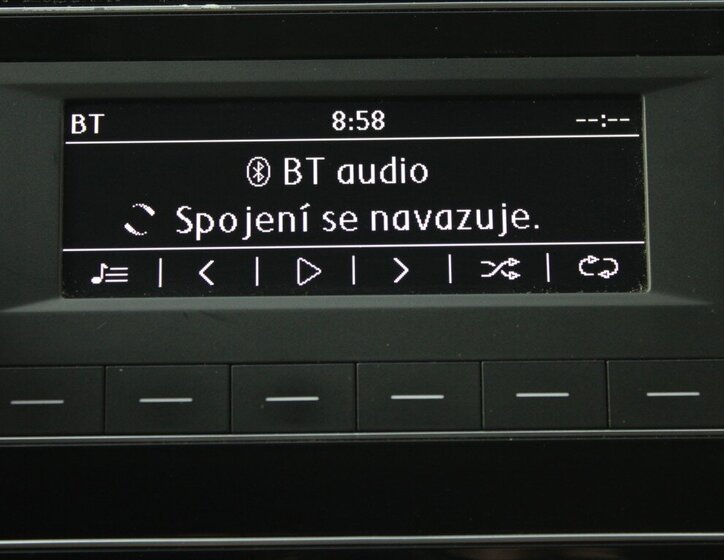 BT 8:58 --:--
BT audio
Spojení se navazuje.